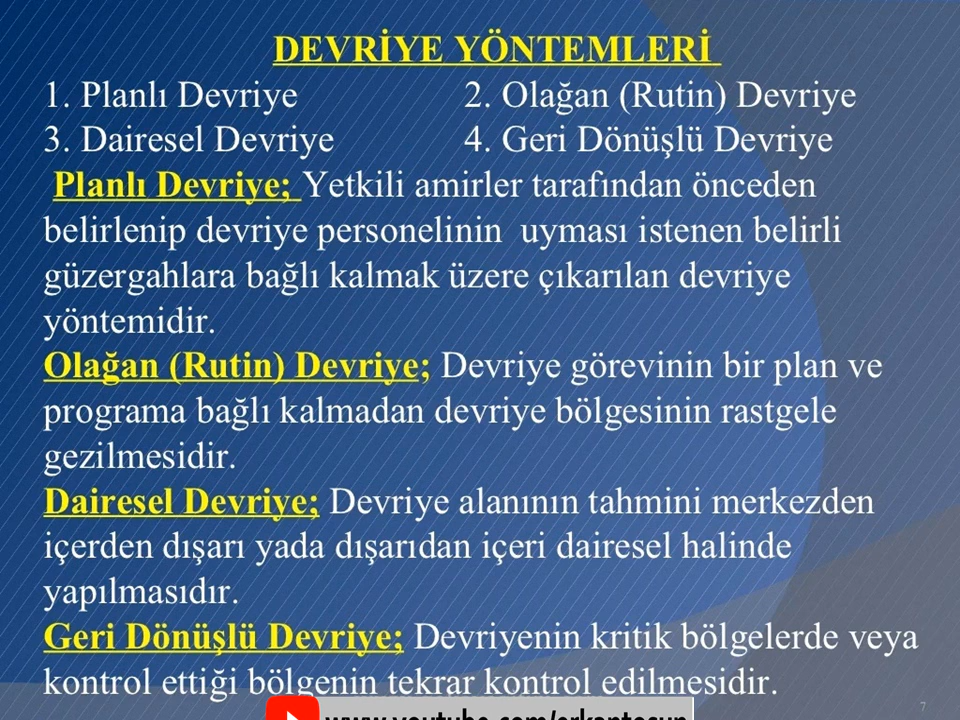 DEVRİYE YÖNTEMLERİ
1. Planlı Devriye 2. Olağan (Rutin) Devriye
3. Dairesel Devriye 4. Geri Dönüşlü Devriye
Planlı Devriye; Yetkili amirler tarafından önceden
belirlenip devriye personelinin uyması istenen belirli
güzergahlara bağlı kalmak üzere çıkarılan devriye
yöntemidir.
Olağan (Rutin) Devriye; Devriye görevinin bir plan ve
programa bağlı kalmadan devriye bölgesinin rastgele
gezilmesidir.
Dairesel Devriye; Devriye alanının tahmini merkezden
içerden dışarı yada dışarıdan içeri dairesel halinde
yapılmasıdır.
Geri Dönüşlü Devriye; Devriyenin kritik bölgelerde veya
kontrol ettiği bölgenin tekrar kontrol edilmesidir.
7